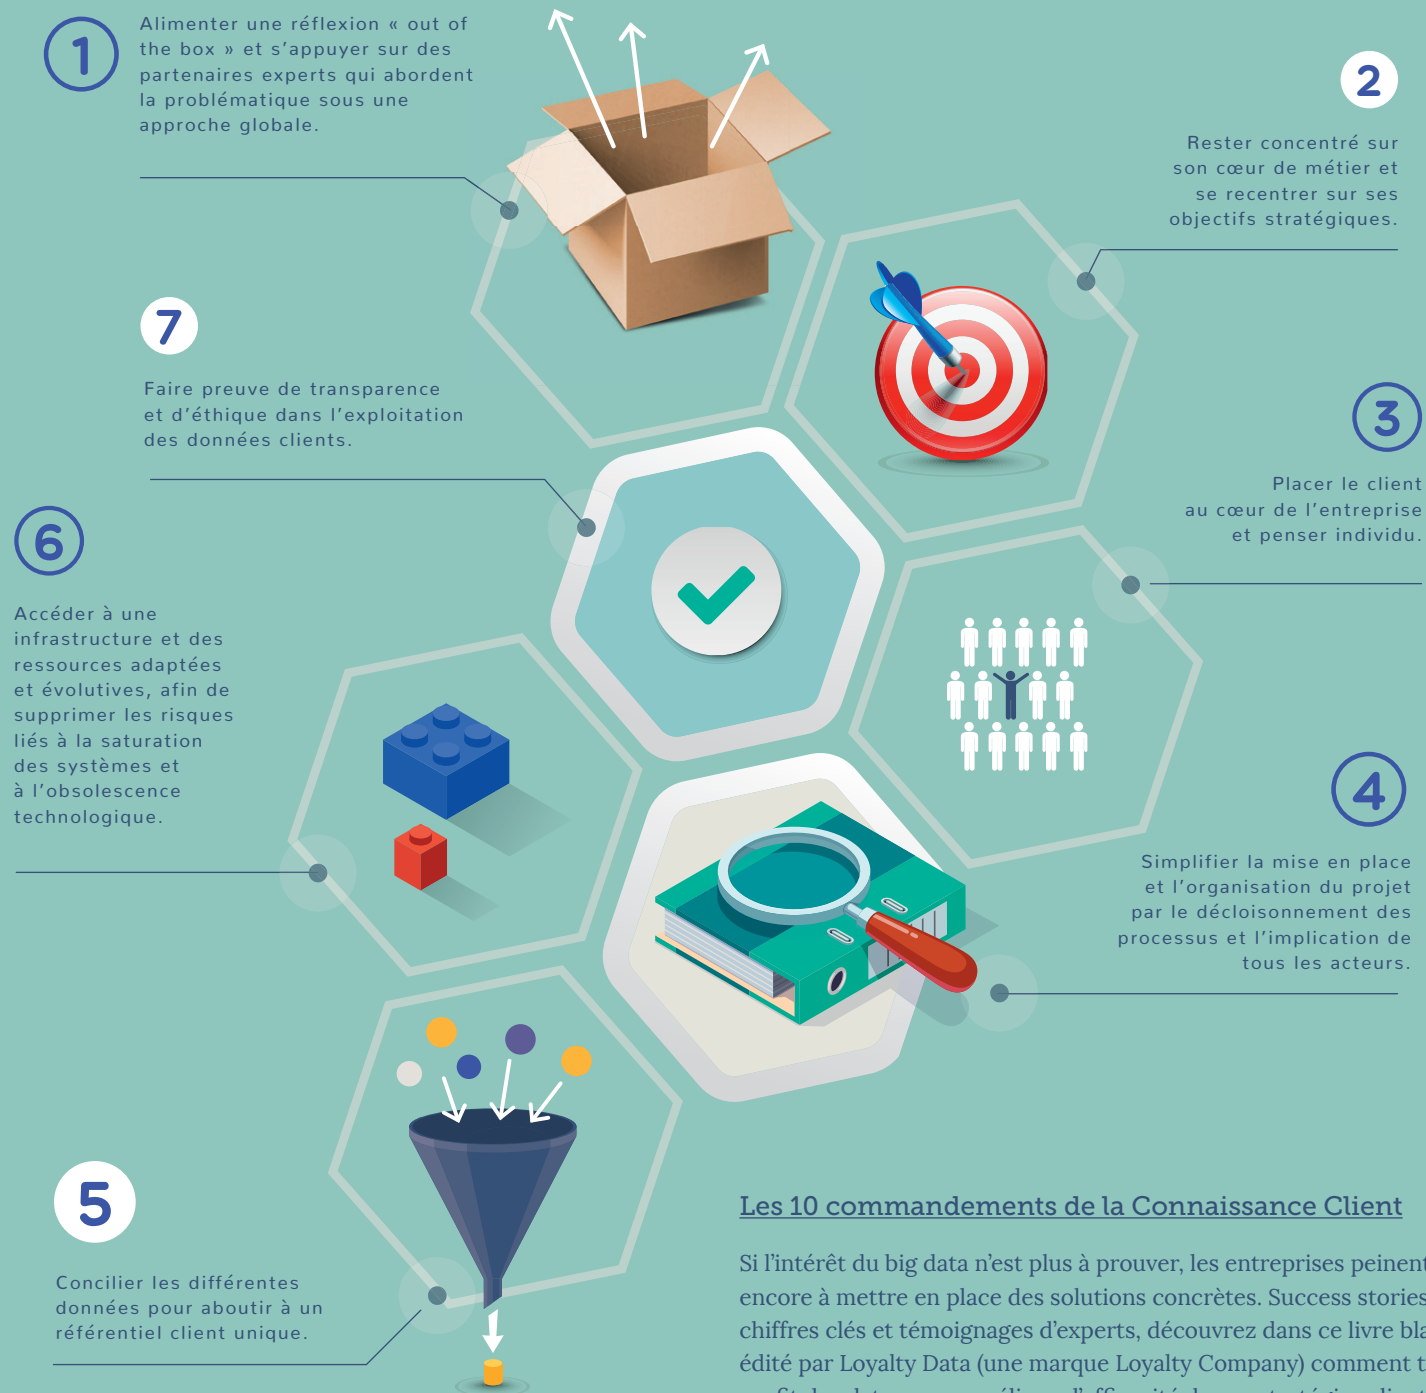 1
Alimenter une réflexion « out of
the box » et s’appuyer sur des
partenaires experts qui abordent
la problématique sous une
approche globale.
2
Rester concentré sur
son cœur de métier et
se recentrer sur ses
objectifs stratégiques.
7
Faire preuve de transparence
et d’éthique dans l’exploitation
des données clients.
3
Placer le client
au cœur de l’entreprise
et penser individu.
6
Accéder à une
infrastructure et des
ressources adaptées
et évolutives, afin de
supprimer les risques
liés à la saturation
des systèmes et
à l’obsolescence
technologique.
4
Simplifier la mise en place
et l’organisation du projet
par le décloisonnement des
processus et l’implication de
tous les acteurs.
5
Concilier les différentes
données pour aboutir à un
référentiel client unique.
Les 10 commandements de la Connaissance Client
Si l’intérêt du big data n’est plus à prouver, les entreprises peinent
encore à mettre en place des solutions concrètes. Success stories,
chiffres clés et témoignages d’experts, découvrez dans ce livre
édité par Loyalty Data (une marque Loyalty Company) comment